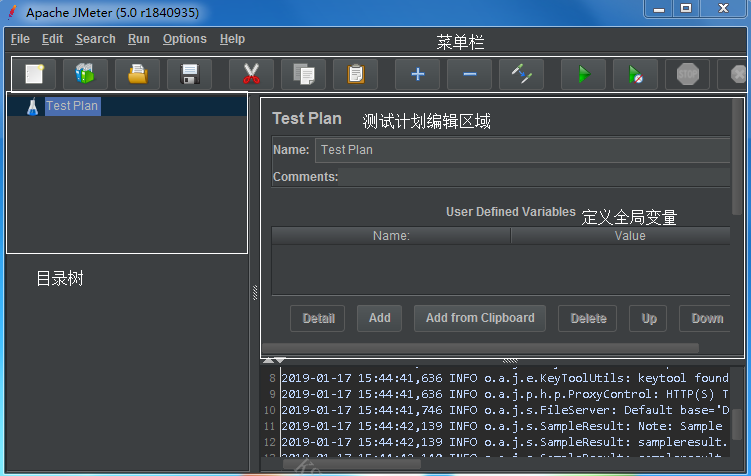 Apache JMeter (5.0 r1840935)
File Edit Search Run Options Help
菜单栏
STOP
Test Plan
Test Plan 测试计划编辑区域
Name: Test Plan
Comments:
User Defined Variables 定义全局变量
Name: Value
目录树
Detail Add Add from Clipboard Delete Up Down
8 2019-01-17 15:44:41,636 INFO o.a.j.e.KeyToolUtils: keytool found
9 2019-01-17 15:44:41,636 INFO o.a.j.p.h.p.ProxyControl: HTTP(S) T
10 2019-01-17 15:44:41,746 INFO o.a.j.s.FileServer: Default base='D
11 2019-01-17 15:44:42,139 INFO o.a.j.s.SampleResult: Note: Sample
12 2019-01-17 15:44:42,139 INFO o.a.j.s.SampleResult: sampleresult.